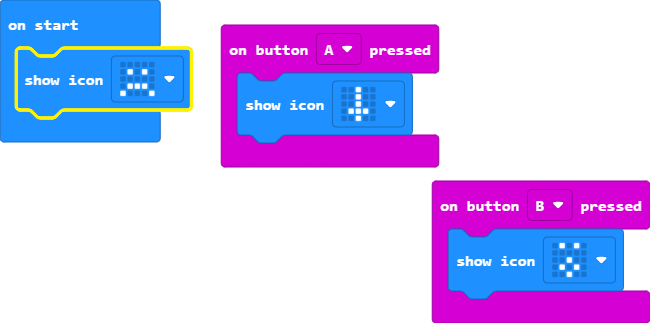 on start
show icon
on button A pressed
show icon
on button B pressed
show icon